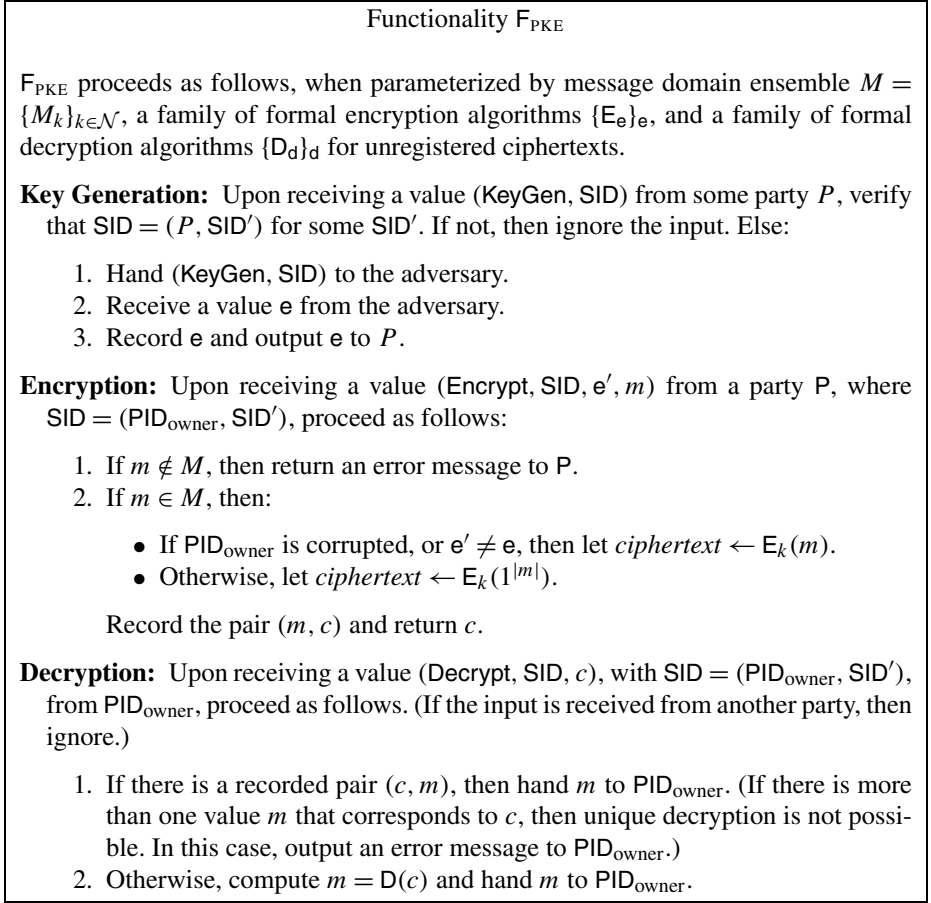 Functionality F_PKE
F_PKE proceeds as follows, when parameterized by message domain ensemble M =
{M_k}_{k∈𝒩}, a family of formal encryption algorithms {E_e}_e, and a family of formal
decryption algorithms {D_d}_d for unregistered ciphertexts.
Key Generation: Upon receiving a value (KeyGen, SID) from some party P, verify
that SID = (P, SID′) for some SID′. If not, then ignore the input. Else:
1. Hand (KeyGen, SID) to the adversary.
2. Receive a value e from the adversary.
3. Record e and output e to P.
Encryption: Upon receiving a value (Encrypt, SID, e′, m) from a party P, where
SID = (PID_owner, SID′), proceed as follows:
1. If m ∉ M, then return an error message to P.
2. If m ∈ M, then:
• If PID_owner is corrupted, or e′ ≠ e, then let ciphertext ← E_k(m).
• Otherwise, let ciphertext ← E_k(1^{|m|}).
Record the pair (m, c) and return c.
Decryption: Upon receiving a value (Decrypt, SID, c), with SID = (PID_owner, SID′),
from PID_owner, proceed as follows. (If the input is received from another party, then
ignore.)
1. If there is a recorded pair (c, m), then hand m to PID_owner. (If there is more
than one value m that corresponds to c, then unique decryption is not possi-
ble. In this case, output an error message to PID_owner.)
2. Otherwise, compute m = D(c) and hand m to PID_owner.